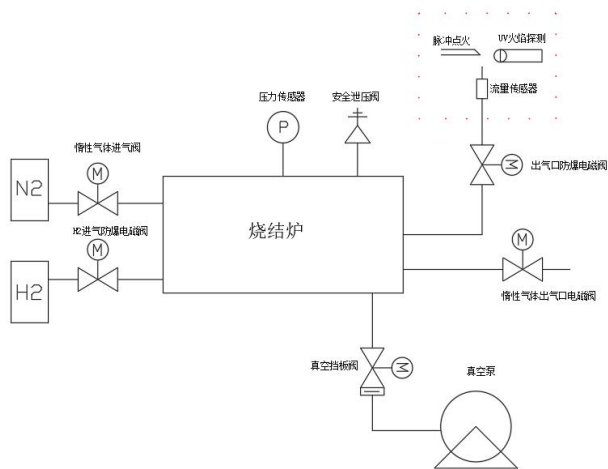 脉冲点火
UV火焰探测
流量传感器
压力传感器
安全泄压阀
P
惰性气体进气阀
M
N2
出气口防爆电磁阀
M
H2进气防爆电磁阀
M
H2
烧结炉
M
惰性气体出气口电磁阀
真空挡板阀
M
真空泵